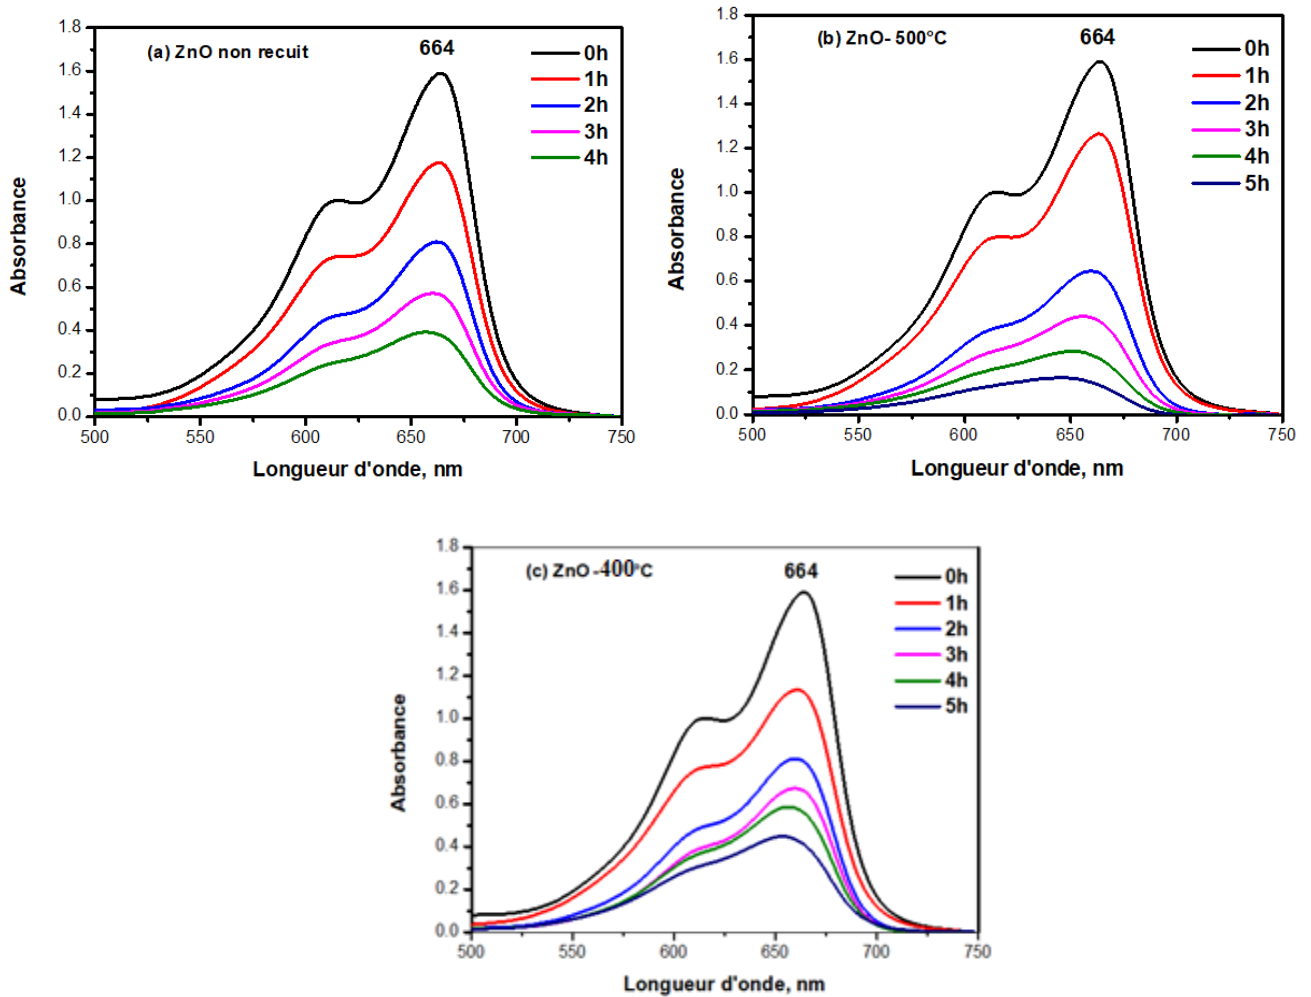 (a) ZnO non recuit
664
0h
1h
2h
3h
4h
1.8
1.6
1.4
1.2
1.0
0.8
0.6
0.4
0.2
0.0
500
550
600
650
700
750
Absorbance
Longueur d'onde, nm
(b) ZnO- 500°C
664
0h
1h
2h
3h
4h
5h
1.8
1.6
1.4
1.2
1.0
0.8
0.6
0.4
0.2
0.0
500
550
600
650
700
750
Absorbance
Longueur d'onde, nm
(c) ZnO -400°C
664
0h
1h
2h
3h
4h
5h
1.8
1.6
1.4
1.2
1.0
0.8
0.6
0.4
0.2
0.0
500
550
600
650
700
750
Absorbance
Longueur d'onde, nm